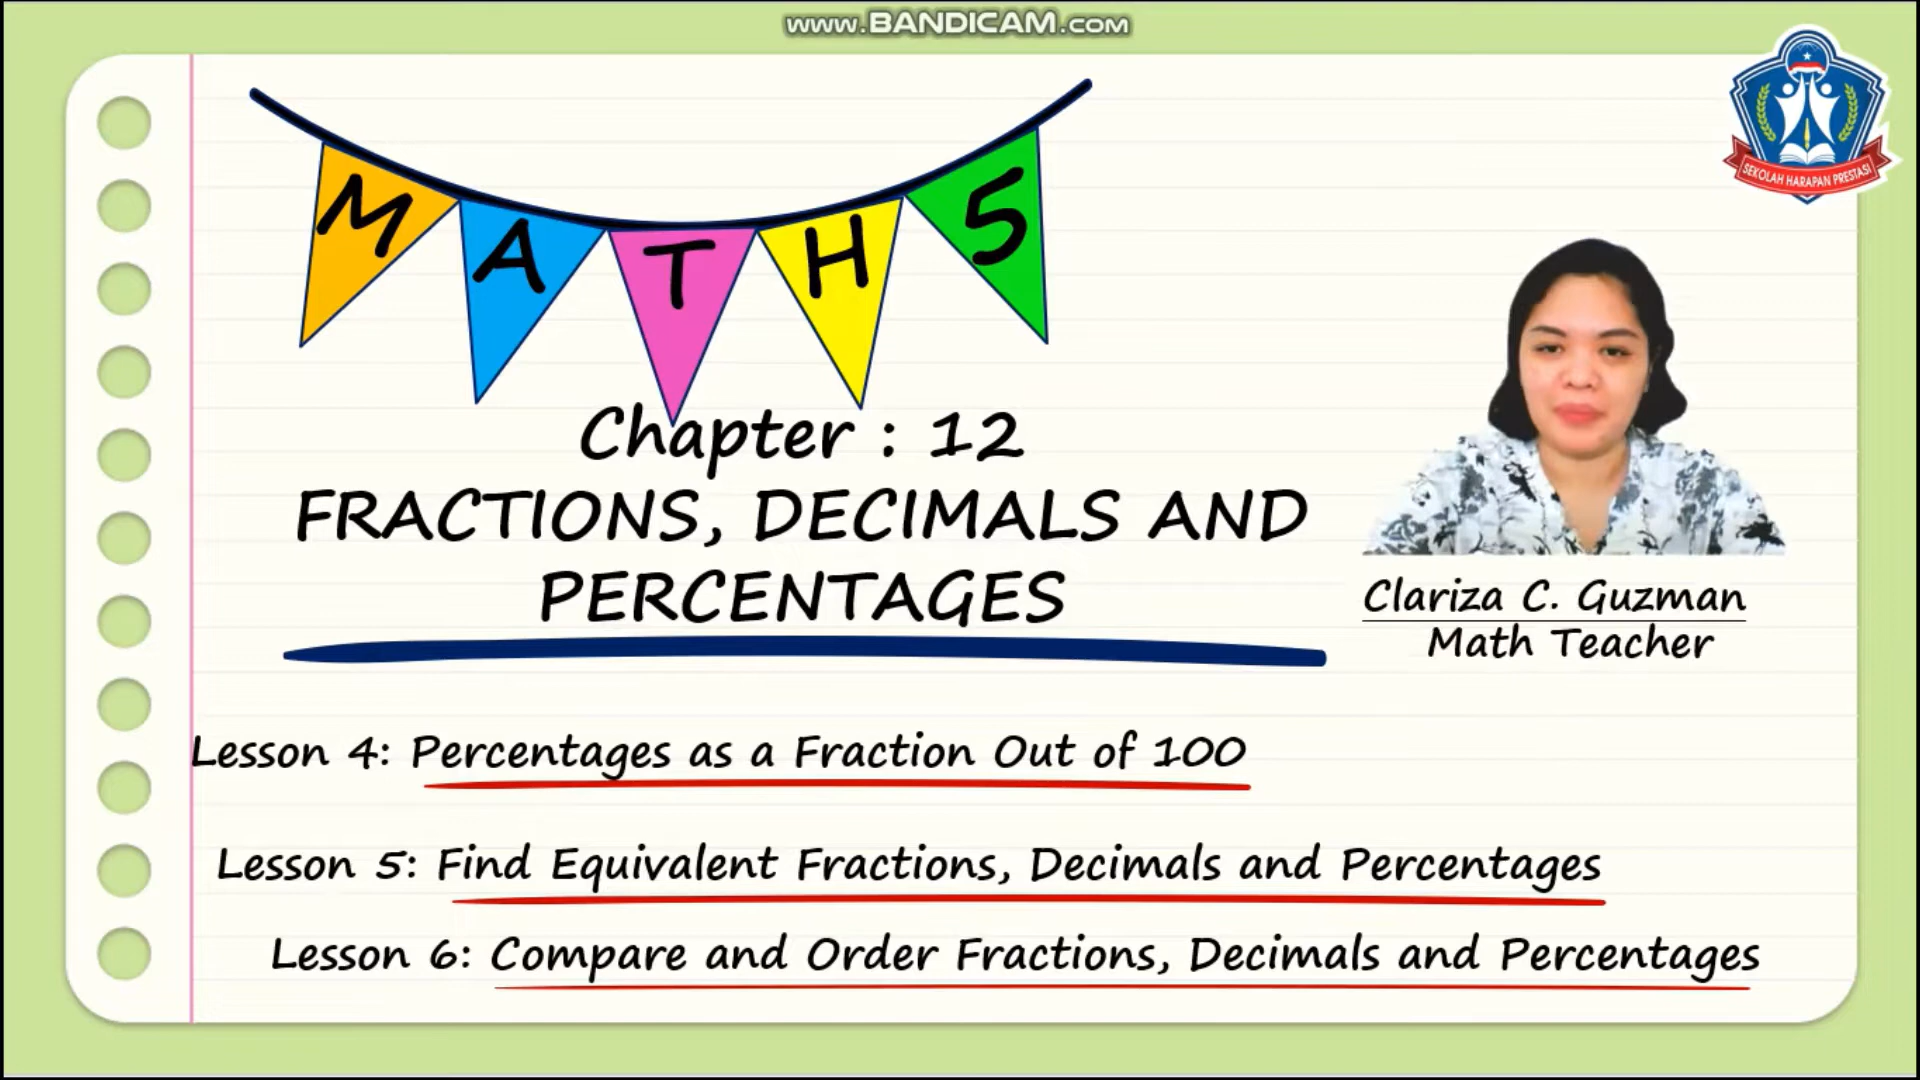 www.BANDICAM.com
SEKOLAH HARAPAN PRESTASI
MATH 5
Chapter : 12
FRACTIONS, DECIMALS AND
PERCENTAGES
Clariza C. Guzman
Math Teacher
Lesson 4: Percentages as a Fraction Out of 100
Lesson 5: Find Equivalent Fractions, Decimals and Percentages
Lesson 6: Compare and Order Fractions, Decimals and Percentages